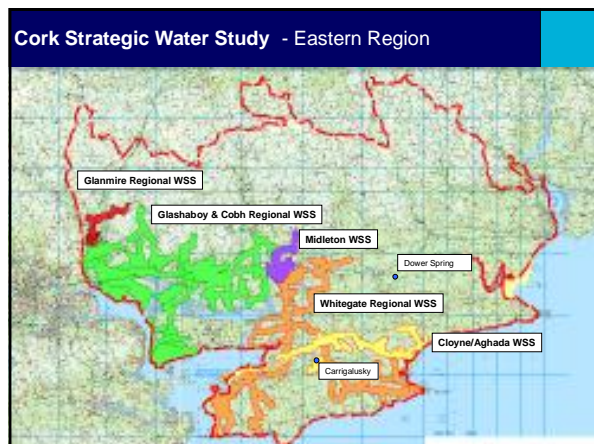 Cork Strategic Water Study - Eastern Region
Glanmire Regional WSS
Glashaboy & Cobh Regional WSS
Midleton WSS
Dower Spring
Whitegate Regional WSS
Cloyne/Aghada WSS
Carrigalusky